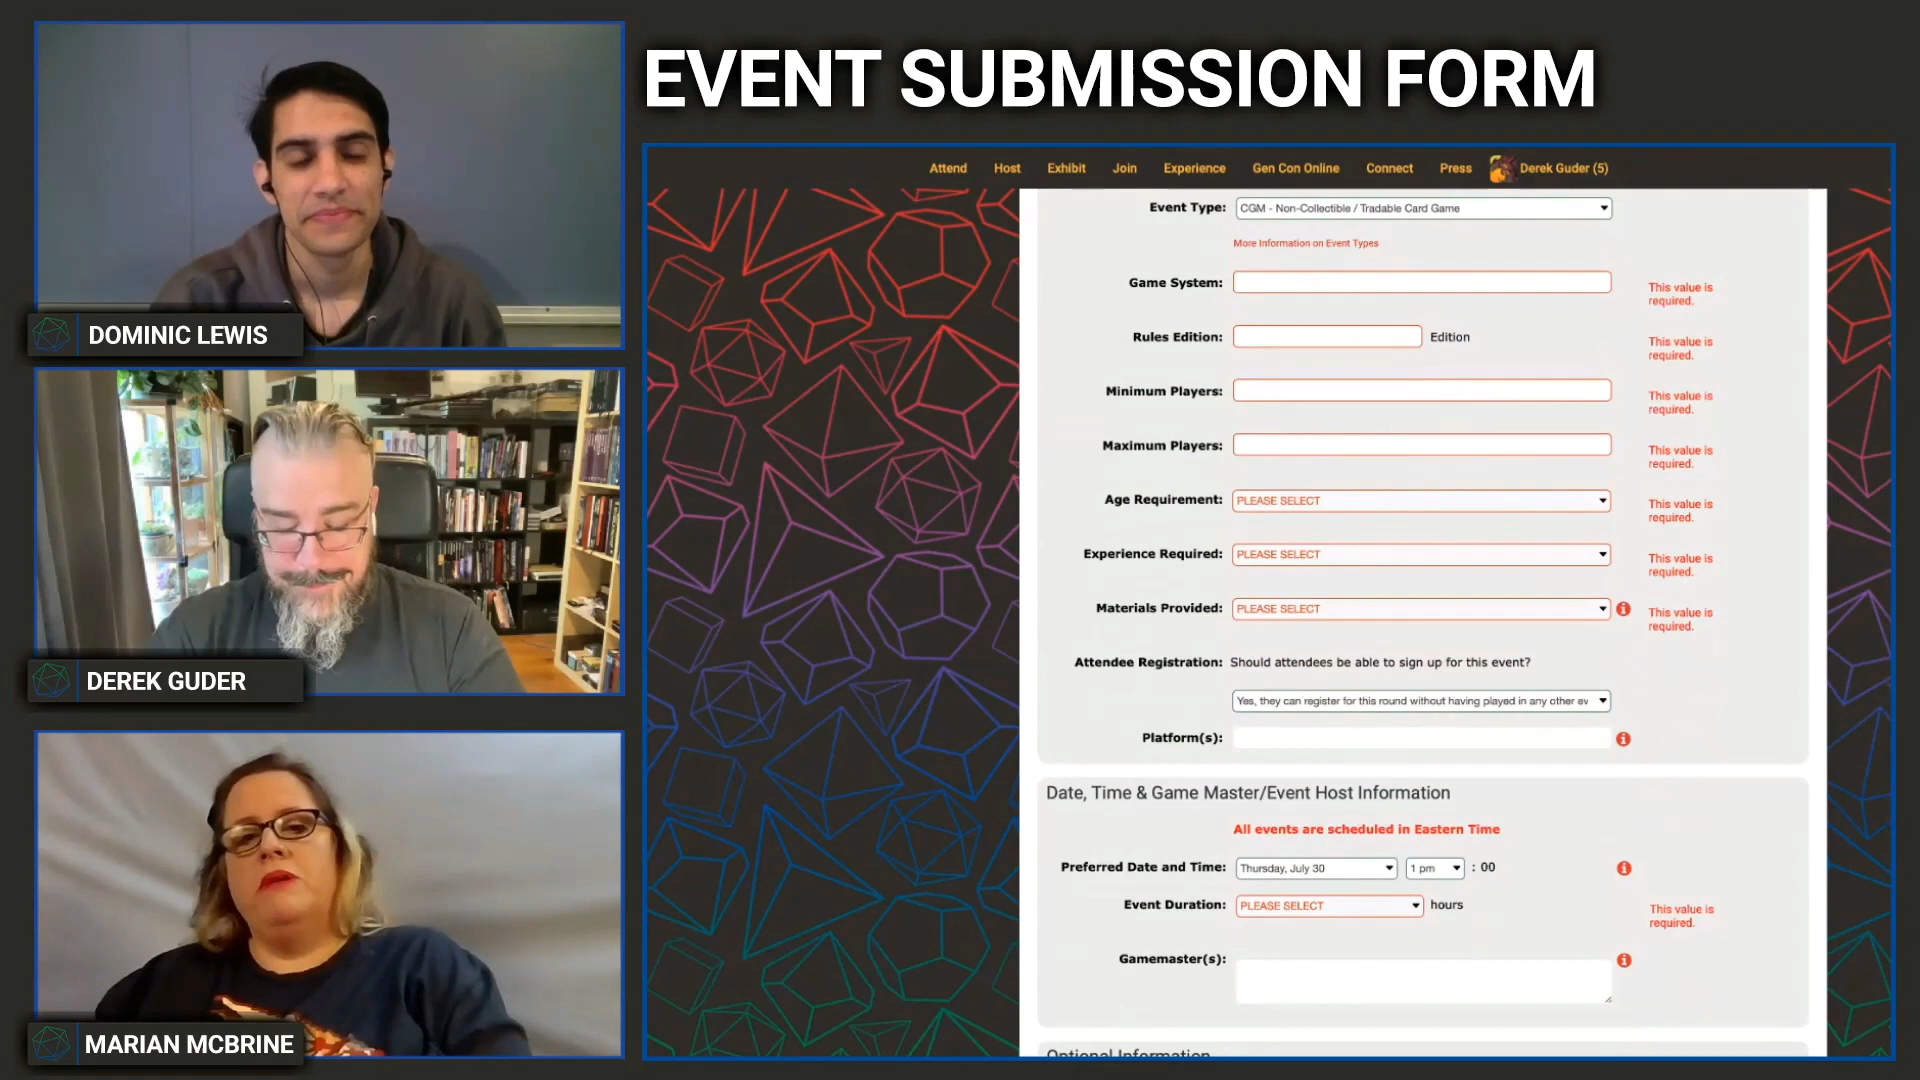 EVENT SUBMISSION FORM
DOMINIC LEWIS
DEREK GUDER
MARIAN MCBRINE
Attend Host Exhibit Join Experience Gen Con Online Connect Press Derek Guder (5)
Event Type: CGM - Non-Collectible / Tradable Card Game
More Information on Event Types
Game System: This value is required.
Rules Edition: Edition This value is required.
Minimum Players: This value is required.
Maximum Players: This value is required.
Age Requirement: PLEASE SELECT This value is required.
Experience Required: PLEASE SELECT This value is required.
Materials Provided: PLEASE SELECT This value is required.
Attendee Registration: Should attendees be able to sign up for this event?
Yes, they can register for this round without having played in any other ev
Platform(s):
Date, Time & Game Master/Event Host Information
All events are scheduled in Eastern Time
Preferred Date and Time: Thursday, July 30 1 pm : 00
Event Duration: PLEASE SELECT hours This value is required.
Gamemaster(s):
Optional Information